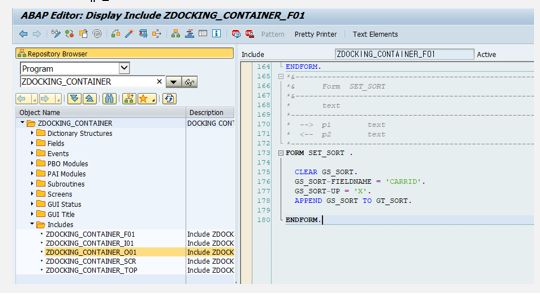 ABAP Editor: Display Include ZDOCKING_CONTAINER_F01
Pattern Pretty Printer Text Elements
Repository Browser
Program
ZDOCKING_CONTAINER
Object Name Description
ZDOCKING_CONTAINER DOCKING CONT
Dictionary Structures
Fields
Events
PBO Modules
PAI Modules
Subroutines
Screens
GUI Status
GUI Title
Includes
ZDOCKING_CONTAINER_F01 Include ZDOCK
ZDOCKING_CONTAINER_I01 Include ZDOCK
ZDOCKING_CONTAINER_O01 Include ZDOCK
ZDOCKING_CONTAINER_SCR Include ZDOCK
ZDOCKING_CONTAINER_TOP Include ZDOCK
Include ZDOCKING_CONTAINER_F01 Active
164 ENDFORM.
165 *&---------------------------------
166 *& Form SET_SORT
167 *&---------------------------------
168 * text
169 *----------------------------------
170 * --> p1 text
171 * <-- p2 text
172 *----------------------------------
173 FORM SET_SORT .
174
175 CLEAR GS_SORT.
176 GS_SORT-FIELDNAME = 'CARRID'.
177 GS_SORT-UP = 'X'.
178 APPEND GS_SORT TO GT_SORT.
179
180 ENDFORM.